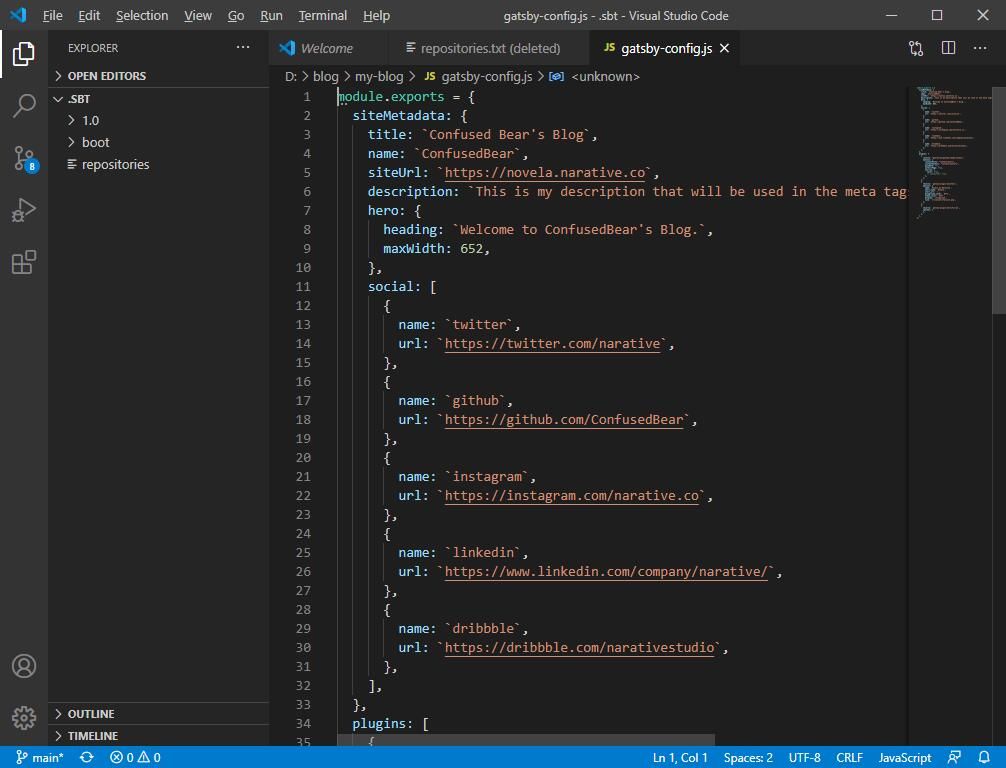 File Edit Selection View Go Run Terminal Help gatsby-config.js - .sbt - Visual Studio Code
EXPLORER
OPEN EDITORS
.SBT
1.0
boot
repositories
OUTLINE
TIMELINE
8
Welcome repositories.txt (deleted) JS gatsby-config.js
D: > blog > my-blog > JS gatsby-config.js > <unknown>
1 module.exports = {
2 siteMetadata: {
3 title: `Confused Bear's Blog`,
4 name: `ConfusedBear`,
5 siteUrl: `https://novela.narative.co`,
6 description: `This is my description that will be used in the meta tag
7 hero: {
8 heading: `Welcome to ConfusedBear's Blog.`,
9 maxWidth: 652,
10 },
11 social: [
12 {
13 name: `twitter`,
14 url: `https://twitter.com/narative`,
15 },
16 {
17 name: `github`,
18 url: `https://github.com/ConfusedBear`,
19 },
20 {
21 name: `instagram`,
22 url: `https://instagram.com/narative.co`,
23 },
24 {
25 name: `linkedin`,
26 url: `https://www.linkedin.com/company/narative/`,
27 },
28 {
29 name: `dribbble`,
30 url: `https://dribbble.com/narativestudio`,
31 },
32 ],
33 },
34 plugins: [
35 {
main* 0 0 Ln 1, Col 1 Spaces: 2 UTF-8 CRLF JavaScript